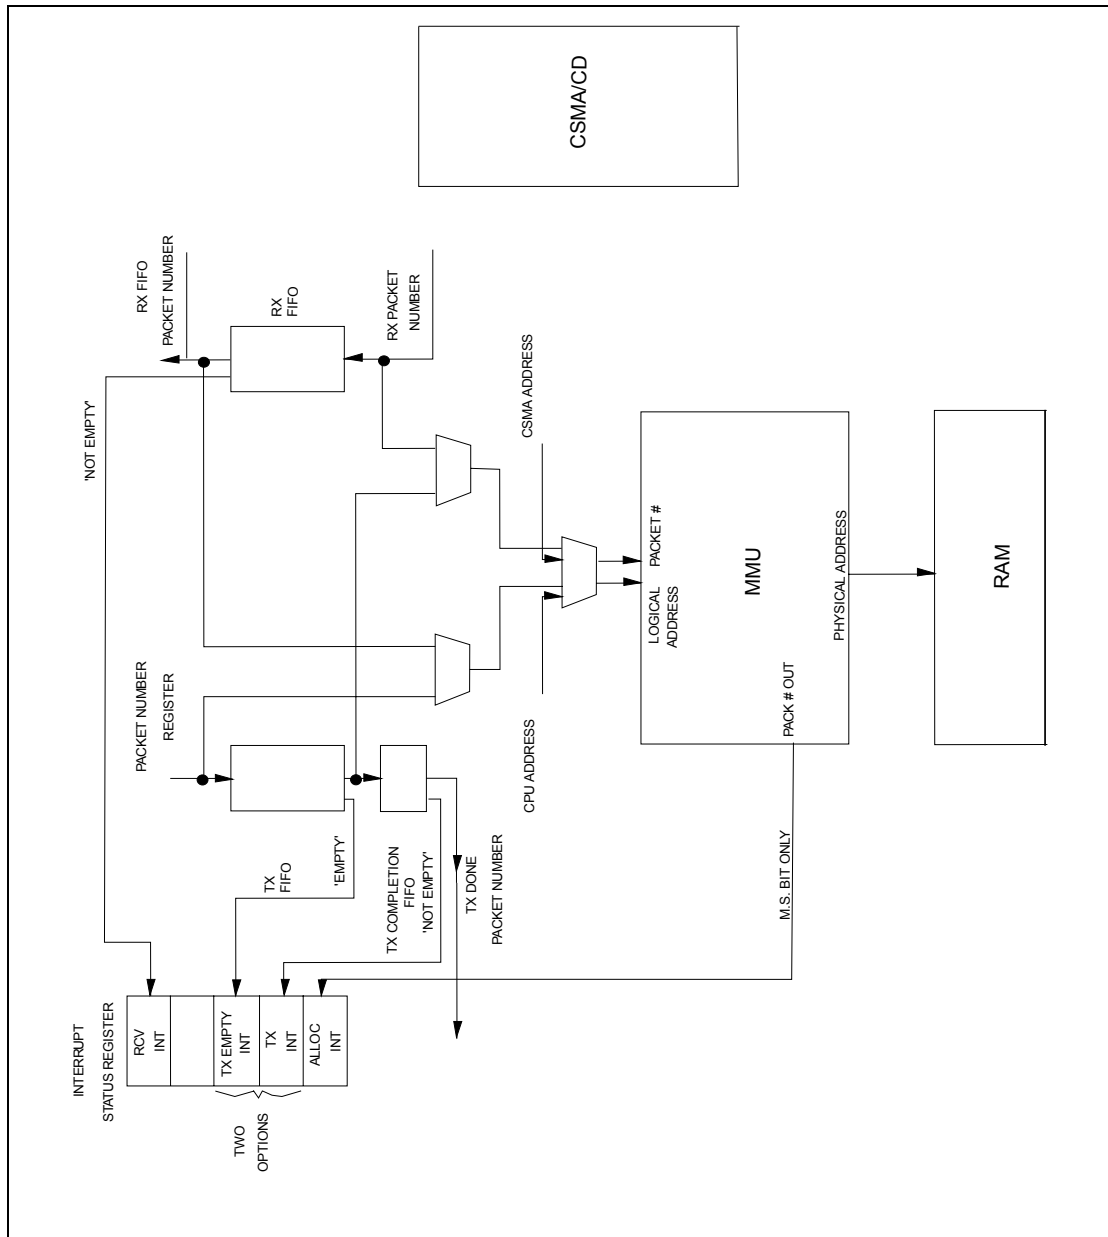 INTERRUPT
STATUS REGISTER
RCV
INT
TX EMPTY
INT
TX
INT
ALLOC
INT
TWO
OPTIONS
'NOT EMPTY'
PACKET NUMBER
REGISTER
TX
FIFO
'EMPTY'
TX COMPLETION
FIFO
'NOT EMPTY'
TX DONE
PACKET NUMBER
RX FIFO
PACKET NUMBER
RX
FIFO
RX PACKET
NUMBER
CPU ADDRESS
CSMA ADDRESS
LOGICAL
ADDRESS
PACKET #
MMU
PACK # OUT
PHYSICAL ADDRESS
M.S. BIT ONLY
RAM
CSMA/CD